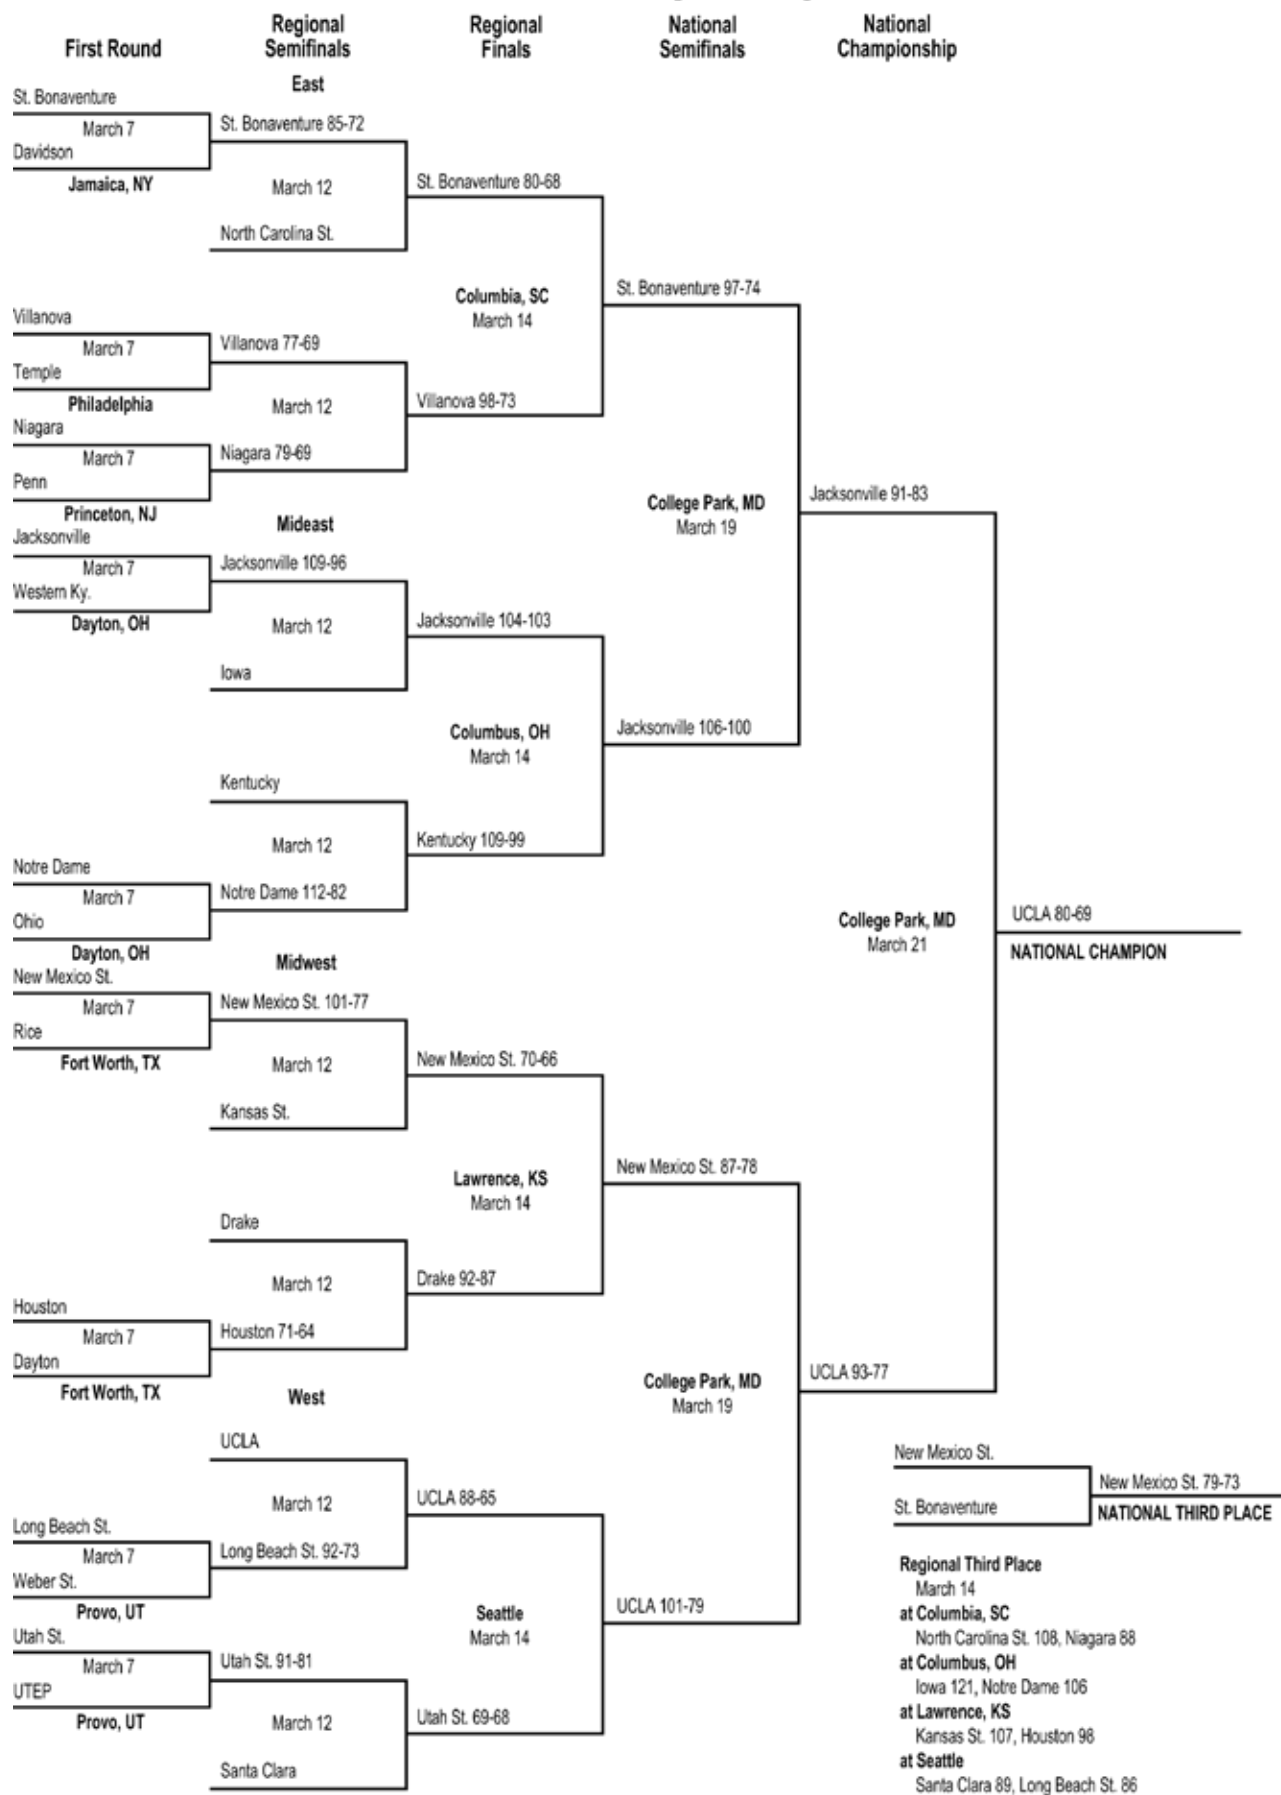 First Round
Regional
Semifinals
Regional
Finals
National
Semifinals
National
Championship
East
St. Bonaventure
March 7
Davidson
Jamaica, NY
St. Bonaventure 85-72
March 12
North Carolina St.
St. Bonaventure 80-68
Columbia, SC
March 14
St. Bonaventure 97-74
Villanova
March 7
Temple
Philadelphia
Villanova 77-69
March 12
Villanova 98-73
Niagara
March 7
Penn
Princeton, NJ
Niagara 79-69
College Park, MD
March 19
Jacksonville 91-83
Mideast
Jacksonville
March 7
Western Ky.
Dayton, OH
Jacksonville 109-96
March 12
Iowa
Jacksonville 104-103
Columbus, OH
March 14
Jacksonville 106-100
Kentucky
March 12
Kentucky 109-99
Notre Dame
March 7
Ohio
Dayton, OH
Notre Dame 112-82
College Park, MD
March 21
UCLA 80-69
NATIONAL CHAMPION
Midwest
New Mexico St.
March 7
Rice
Fort Worth, TX
New Mexico St. 101-77
March 12
Kansas St.
New Mexico St. 70-66
Lawrence, KS
March 14
New Mexico St. 87-78
Drake
March 12
Drake 92-87
Houston
March 7
Dayton
Fort Worth, TX
Houston 71-64
College Park, MD
March 19
UCLA 93-77
West
UCLA
March 12
UCLA 88-65
Long Beach St.
March 7
Weber St.
Provo, UT
Long Beach St. 92-73
Seattle
March 14
UCLA 101-79
Utah St.
March 7
UTEP
Provo, UT
Utah St. 91-81
March 12
Utah St. 69-68
Santa Clara
New Mexico St.
St. Bonaventure
New Mexico St. 79-73
NATIONAL THIRD PLACE
Regional Third Place
March 14
at Columbia, SC
North Carolina St. 108, Niagara 88
at Columbus, OH
Iowa 121, Notre Dame 106
at Lawrence, KS
Kansas St. 107, Houston 98
at Seattle
Santa Clara 89, Long Beach St. 86